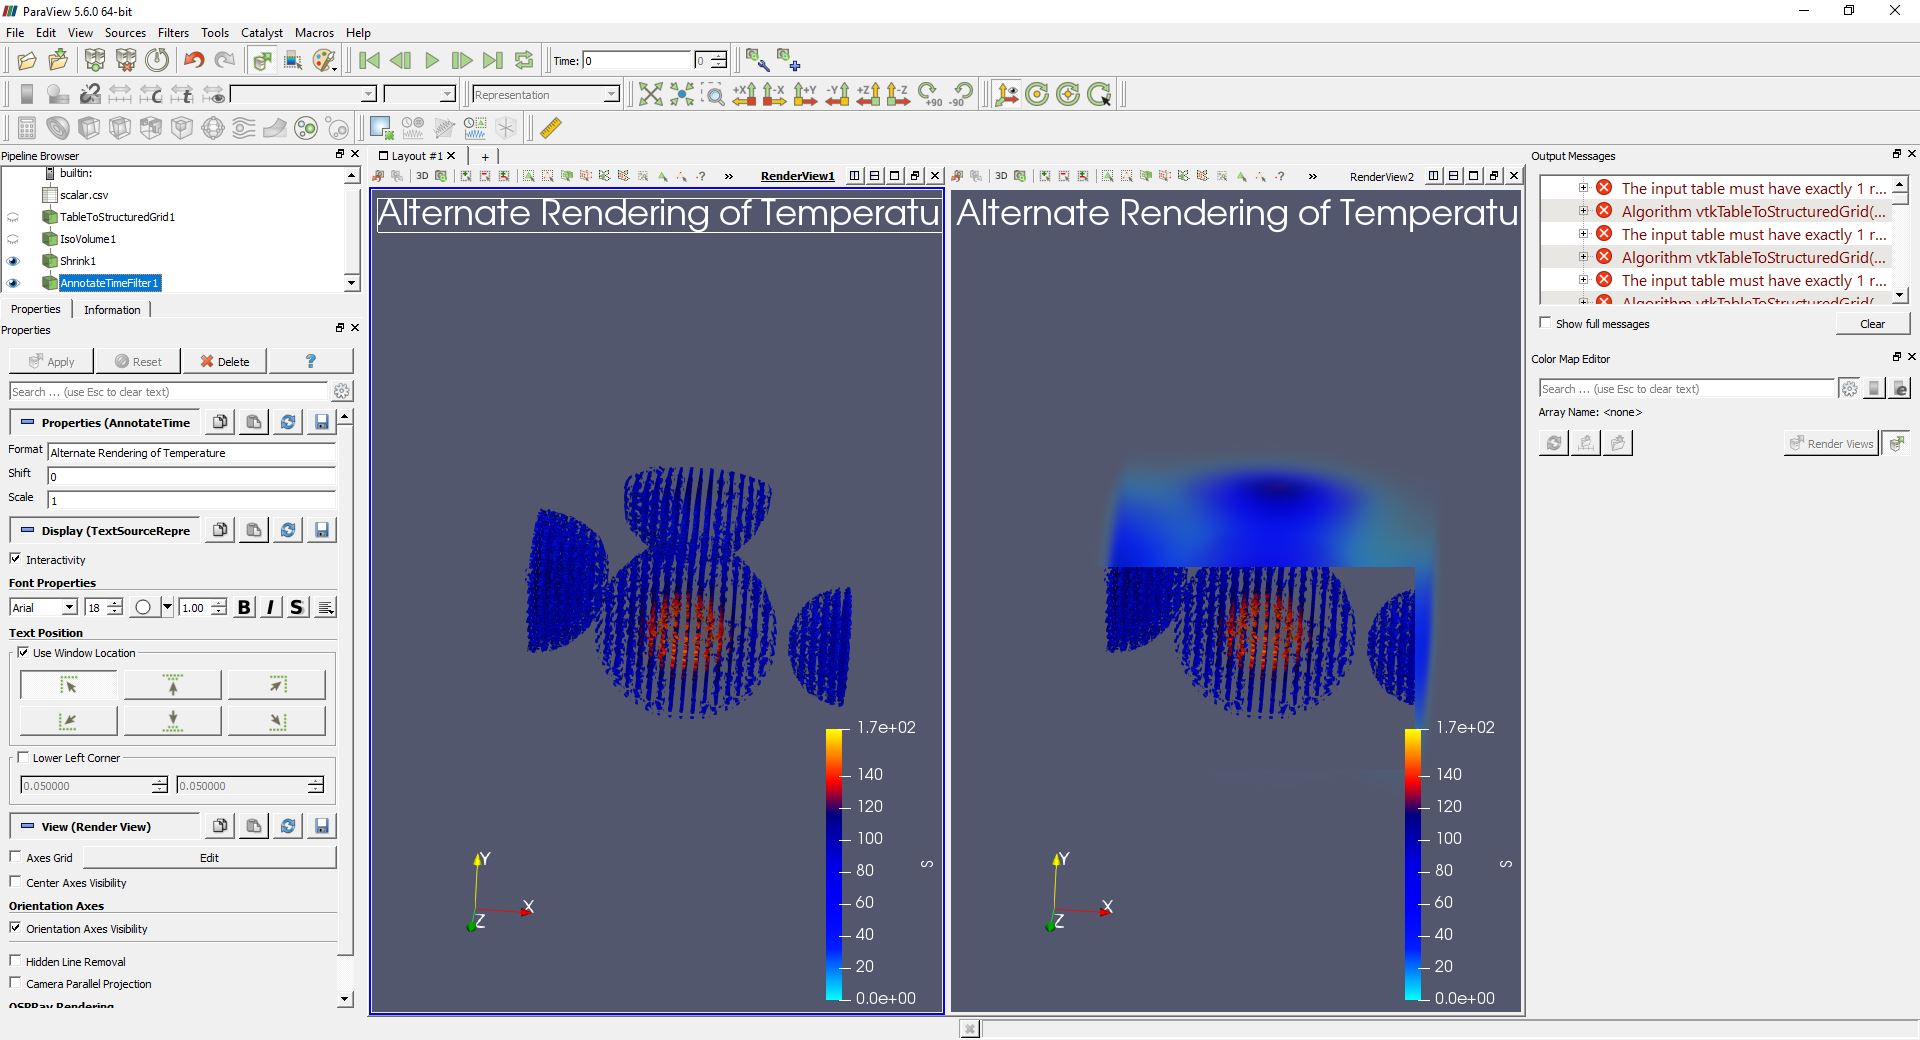 ParaView 5.6.0 64-bit
File Edit View Sources Filters Tools Catalyst Macros Help
Time: 0 0
Representation
+X -X +Y -Y +Z -Z +90 -90
Pipeline Browser
builtin:
scalar.csv
TableToStructuredGrid1
IsoVolume1
Shrink1
AnnotateTimeFilter1
Properties Information
Properties
Apply Reset Delete ?
Search ... (use Esc to clear text)
Properties (AnnotateTime
Format Alternate Rendering of Temperature
Shift 0
Scale 1
Display (TextSourceRepre
Interactivity
Font Properties
Arial 18 1.00 B I S
Text Position
Use Window Location
Lower Left Corner
0.050000 0.050000
View (Render View)
Axes Grid Edit
Center Axes Visibility
Orientation Axes
Orientation Axes Visibility
Hidden Line Removal
Camera Parallel Projection
OSPRay Rendering
Layout #1 +
3D » RenderView1
Alternate Rendering of Temperatu
1.7e+02
140
120
100
80
60
40
20
0.0e+00
S
Y
X
Z
3D » RenderView2
Alternate Rendering of Temperatu
1.7e+02
140
120
100
80
60
40
20
0.0e+00
S
Y
X
Z
Output Messages
The input table must have exactly 1 r...
Algorithm vtkTableToStructuredGrid(...
The input table must have exactly 1 r...
Algorithm vtkTableToStructuredGrid(...
The input table must have exactly 1 r...
Algorithm vtkTableToStructuredGrid(...
Show full messages Clear
Color Map Editor
Search ... (use Esc to clear text)
Array Name: <none>
Render Views